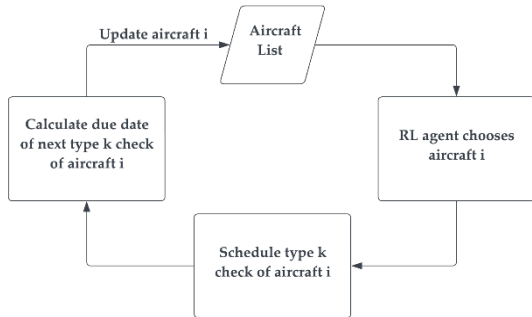 Update aircraft i
Aircraft
List
RL agent chooses
aircraft i
Schedule type k
check of aircraft i
Calculate due date
of next type k check
of aircraft i